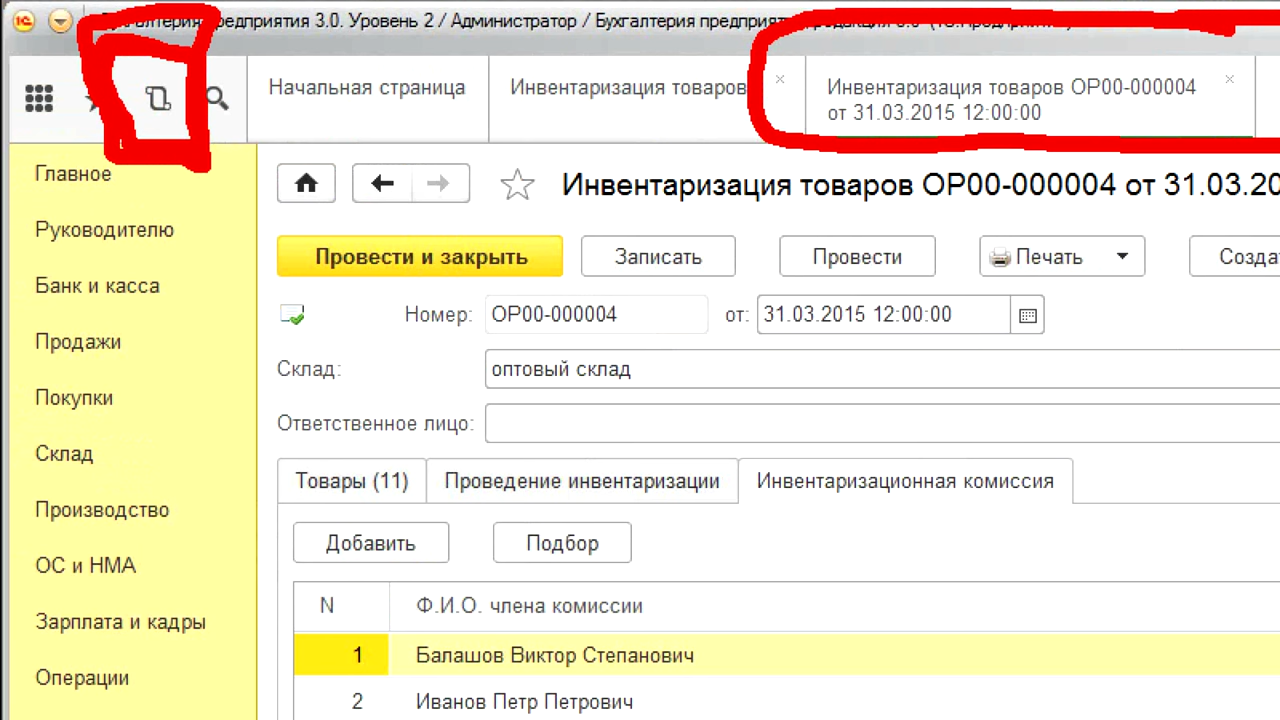 предприятия 3.0. Уровень 2 / Администратор / Бухгалтерия
Начальная страница
Инвентаризация товаров
Инвентаризация товаров ОР00-000004
от 31.03.2015 12:00:00
Главное
Руководителю
Банк и касса
Продажи
Покупки
Склад
Производство
ОС и НМА
Зарплата и кадры
Операции
Инвентаризация товаров ОР00-000004 от 31.03.20
Провести и закрыть
Записать
Провести
Печать
Созда
Номер: ОР00-000004 от: 31.03.2015 12:00:00
Склад: оптовый склад
Ответственное лицо:
Товары (11) Проведение инвентаризации Инвентаризационная комиссия
Добавить Подбор
N Ф.И.О. члена комиссии
1 Балашов Виктор Степанович
2 Иванов Петр Петрович